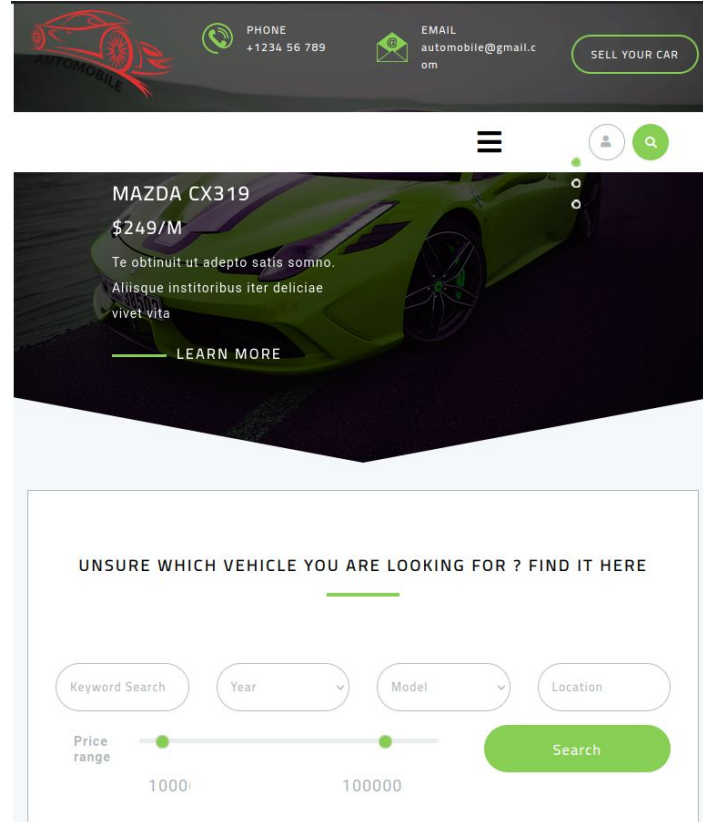 AUTOMOBILE
PHONE
+1234 56 789
EMAIL
automobile@gmail.c
om
SELL YOUR CAR
MAZDA CX319
$249/M
Te obtinuit ut adepto satis somno.
Aliisque institoribus iter deliciae
vivet vita
LEARN MORE
UNSURE WHICH VEHICLE YOU ARE LOOKING FOR ? FIND IT HERE
Keyword Search
Year
Model
Location
Price
range
Search
1000
100000